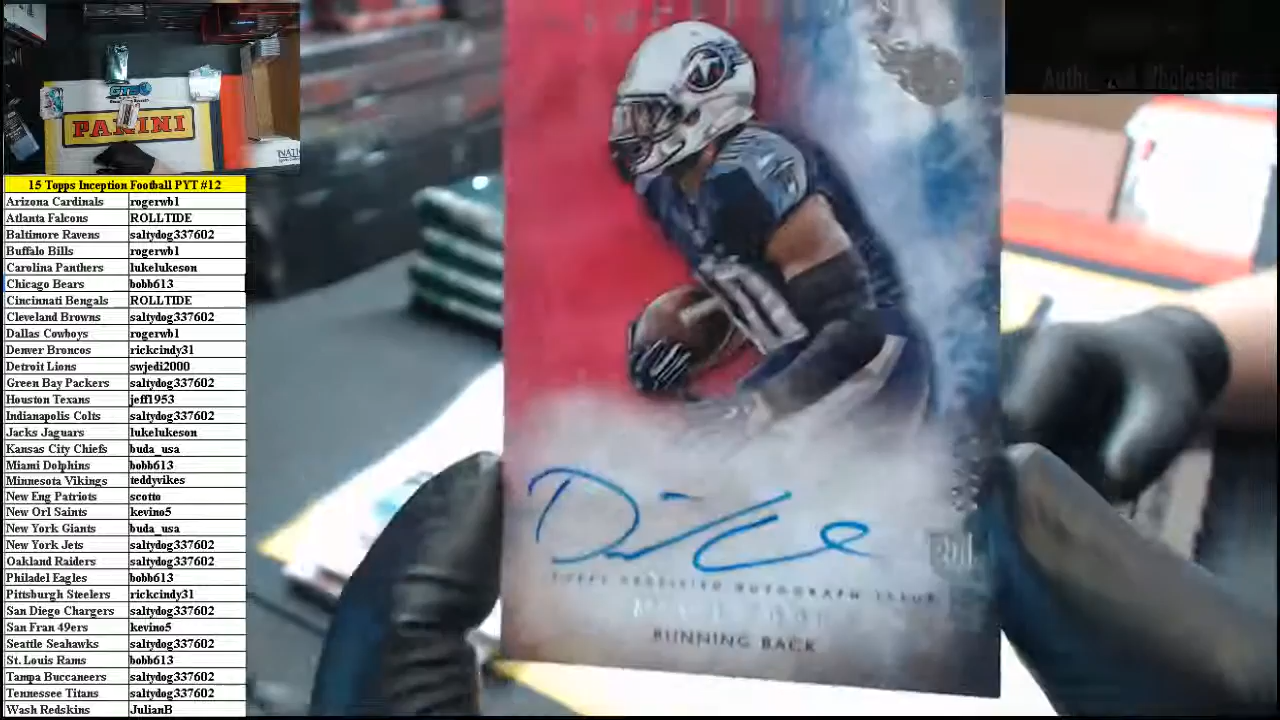 GTS
PANINI
15 Topps Inception Football PYT #12
Arizona Cardinals rogerwb1
Atlanta Falcons ROLLTIDE
Baltimore Ravens saltydog337602
Buffalo Bills rogerwb1
Carolina Panthers lukelukeson
Chicago Bears bobb613
Cincinnati Bengals ROLLTIDE
Cleveland Browns saltydog337602
Dallas Cowboys rogerwb1
Denver Broncos rickcindy31
Detroit Lions swjedi2000
Green Bay Packers saltydog337602
Houston Texans jeff1953
Indianapolis Colts saltydog337602
Jacks Jaguars lukelukeson
Kansas City Chiefs buda_usa
Miami Dolphins bobb613
Minnesota Vikings teddyvikes
New Eng Patriots scotto
New Orl Saints kevino5
New York Giants buda_usa
New York Jets saltydog337602
Oakland Raiders saltydog337602
Philadel Eagles bobb613
Pittsburgh Steelers rickcindy31
San Diego Chargers saltydog337602
San Fran 49ers kevino5
Seattle Seahawks saltydog337602
St. Louis Rams bobb613
Tampa Buccaneers saltydog337602
Tennessee Titans saltydog337602
Wash Redskins JulianB
Wholesaler
TOPPS CERTIFIED AUTOGRAPH ISSUE
RUNNING BACK